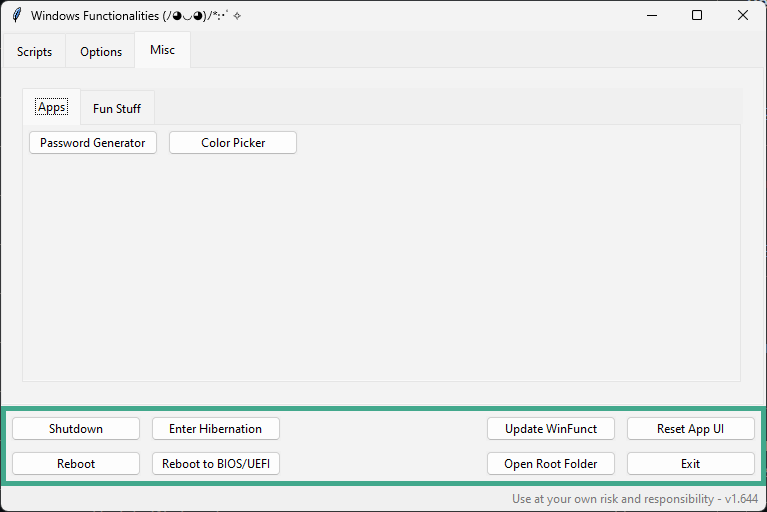 Windows Functionalities (/◕◡◕)/*:･ﾟ✧
Scripts Options Misc
Apps Fun Stuff
Password Generator Color Picker
Shutdown Enter Hibernation Update WinFunct Reset App UI
Reboot Reboot to BIOS/UEFI Open Root Folder Exit
Use at your own risk and responsibility - v1.644